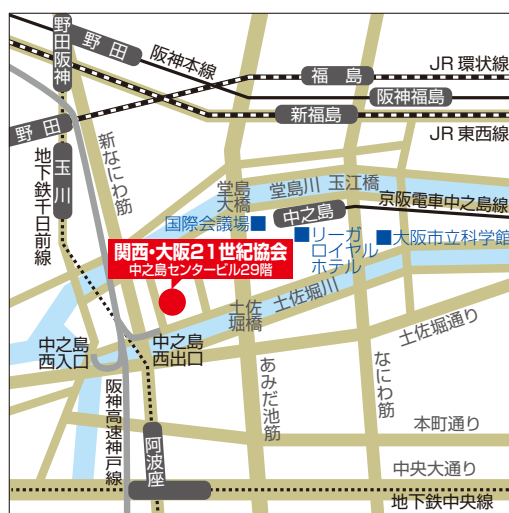 野田阪神
野田
阪神本線
JR環状線
福島
阪神福島
新福島
JR東西線
野田
玉川
地下鉄千日前線
新なにわ筋
堂島大橋
堂島川
玉江橋
京阪電車中之島線
中之島
国際会議場
リーガ
ロイヤル
ホテル
大阪市立科学館
関西・大阪21世紀協会
中之島センタービル29階
土佐堀橋
土佐堀川
土佐堀通り
中之島
西入口
中之島
西出口
阪神高速神戸線
あみだ池筋
なにわ筋
本町通り
阿波座
中央大通り
地下鉄中央線